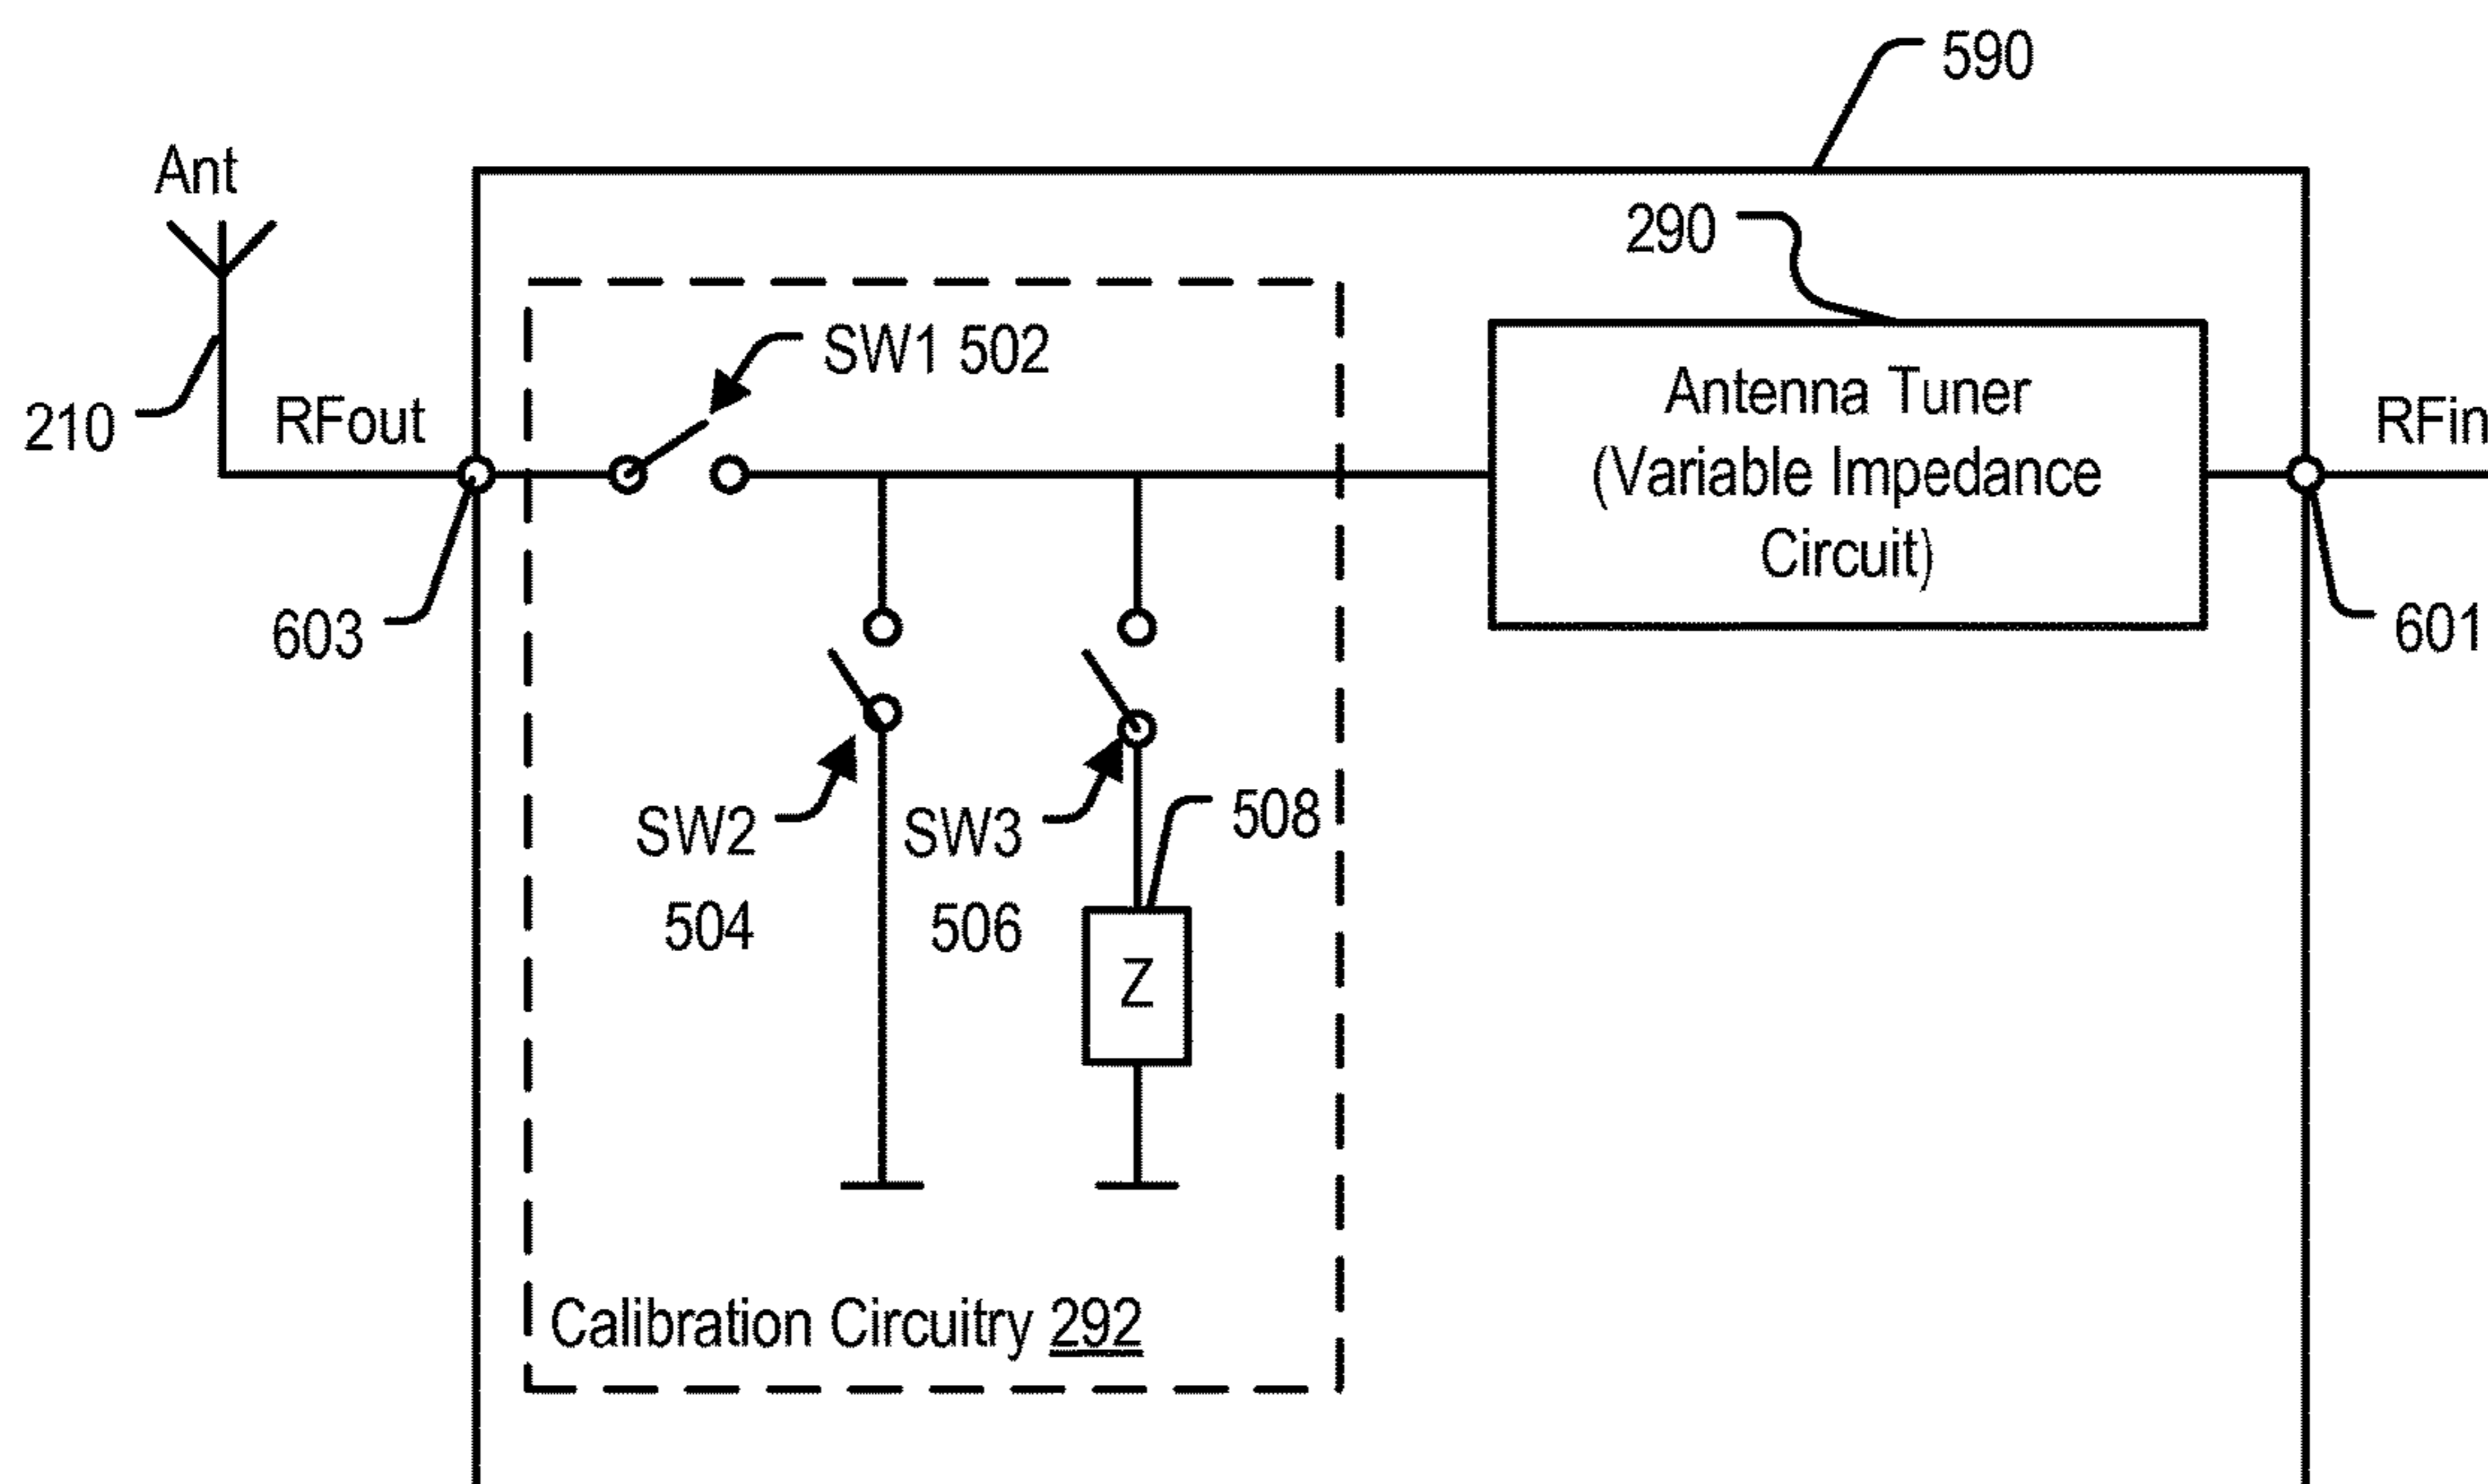 590
Ant
290
SW1 502
Antenna Tuner
(Variable Impedance
Circuit)
210
RFout
RFin
603
601
SW2
504
SW3
506
508
Z
Calibration Circuitry 292